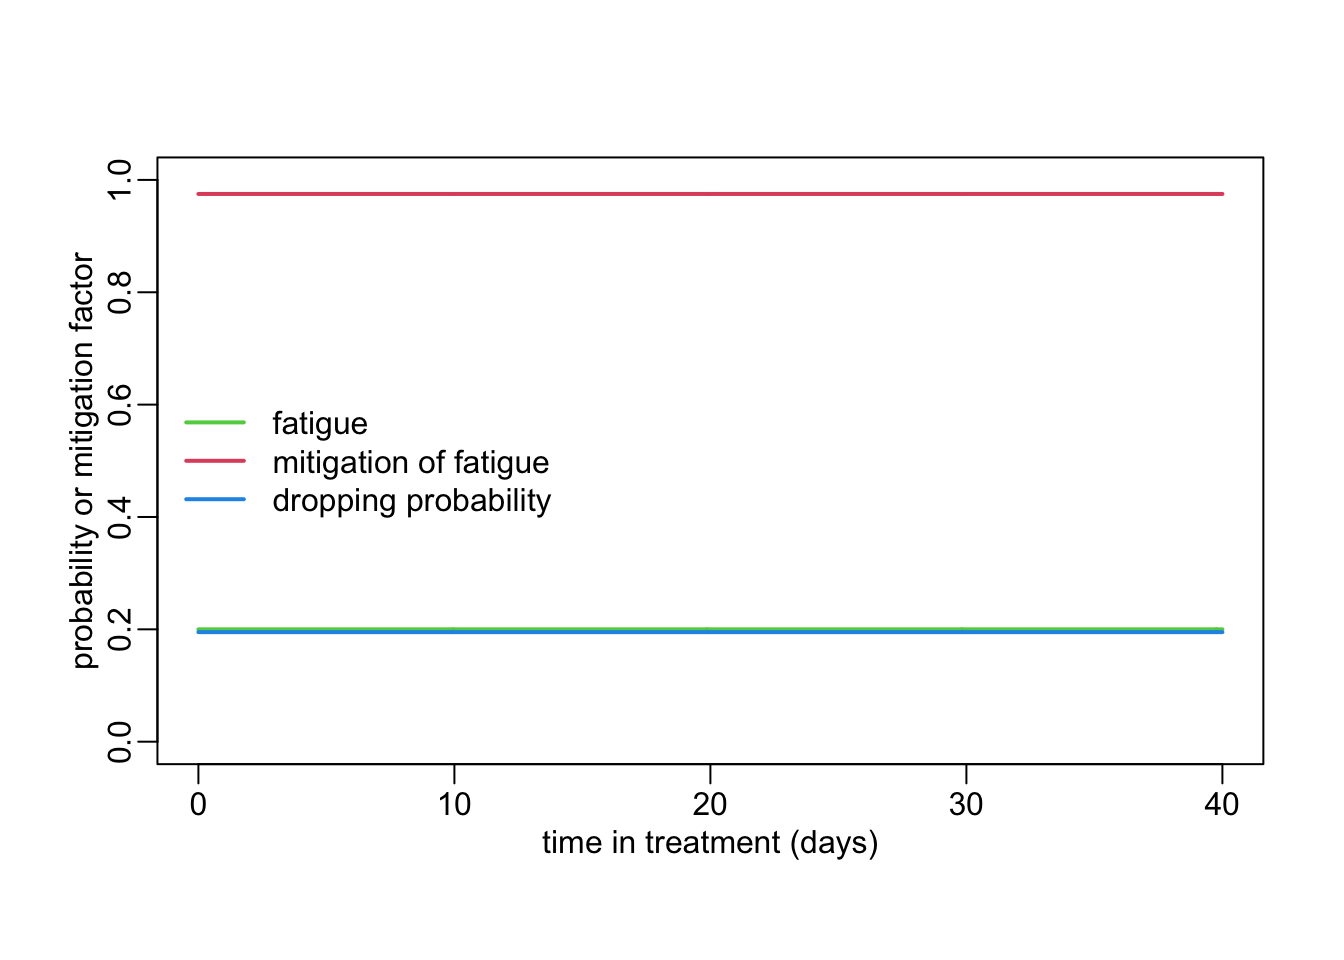 probability or mitigation factor
1.0
0.8
0.6
0.4
0.2
0.0
fatigue
mitigation of fatigue
dropping probability
0 10 20 30 40
time in treatment (days)